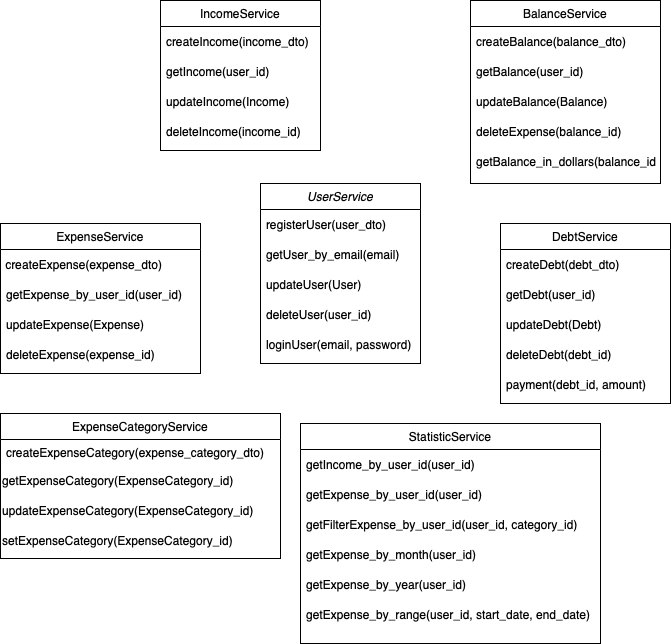 IncomeService
createIncome(income_dto)
getIncome(user_id)
updateIncome(Income)
deleteIncome(income_id)
BalanceService
createBalance(balance_dto)
getBalance(user_id)
updateBalance(Balance)
deleteExpense(balance_id)
getBalance_in_dollars(balance_id
UserService
registerUser(user_dto)
getUser_by_email(email)
updateUser(User)
deleteUser(user_id)
loginUser(email, password)
ExpenseService
createExpense(expense_dto)
getExpense_by_user_id(user_id)
updateExpense(Expense)
deleteExpense(expense_id)
DebtService
createDebt(debt_dto)
getDebt(user_id)
updateDebt(Debt)
deleteDebt(debt_id)
payment(debt_id, amount)
ExpenseCategoryService
createExpenseCategory(expense_category_dto)
getExpenseCategory(ExpenseCategory_id)
updateExpenseCategory(ExpenseCategory_id)
setExpenseCategory(ExpenseCategory_id)
StatisticService
getIncome_by_user_id(user_id)
getExpense_by_user_id(user_id)
getFilterExpense_by_user_id(user_id, category_id)
getExpense_by_month(user_id)
getExpense_by_year(user_id)
getExpense_by_range(user_id, start_date, end_date)